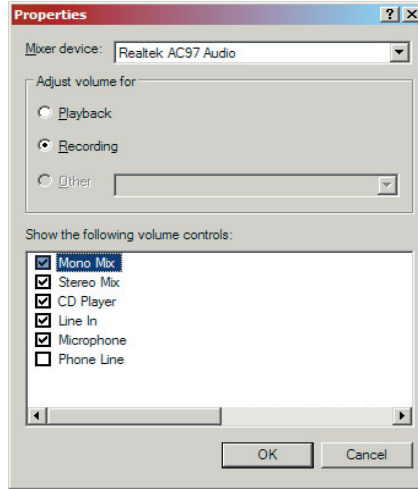 Properties
Mixer device: Realtek AC97 Audio
Adjust volume for
Playback
Recording
Other
Show the following volume controls:
Mono Mix
Stereo Mix
CD Player
Line In
Microphone
Phone Line
OK Cancel